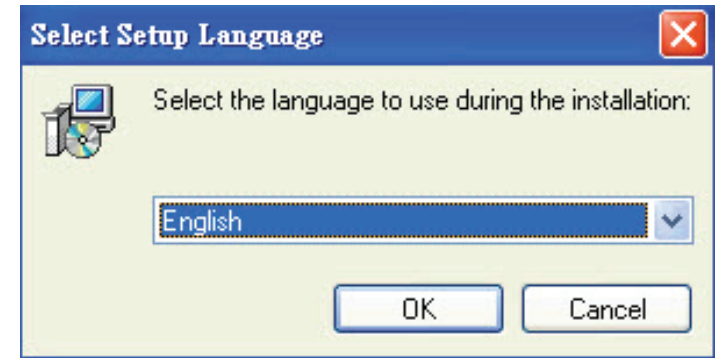 Select Setup Language
Select the language to use during the installation:
English
OK
Cancel